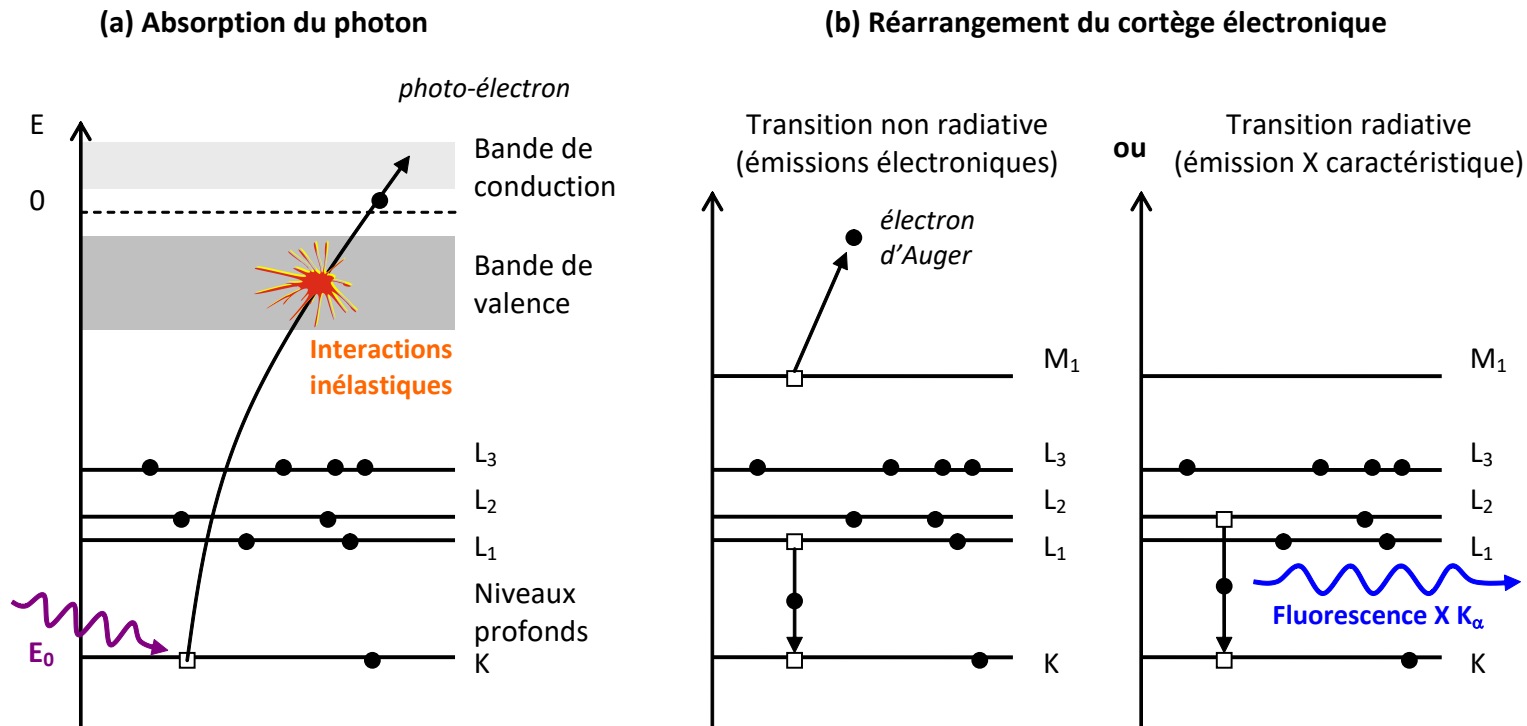 (a) Absorption du photon
photo-électron
E
0
Bande de
conduction
Bande de
valence
Interactions
inélastiques
L₃
L₂
L₁
Niveaux
profonds
E₀
K
(b) Réarrangement du cortège électronique
Transition non radiative
(émissions électroniques)
électron
d'Auger
M₁
L₃
L₂
L₁
K
ou
Transition radiative
(émission X caractéristique)
M₁
L₃
L₂
L₁
Fluorescence X Kα
K